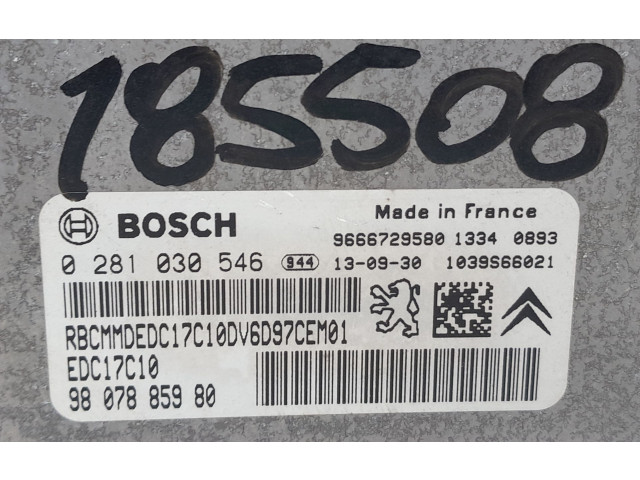 185508
BOSCH
Made in France
9666729580 1334 0893
0 281 030 546 944 13-09-30 1039S66021
RBCMMDEDC17C10DV6D97CEM01
EDC17C10
98 078 859 80